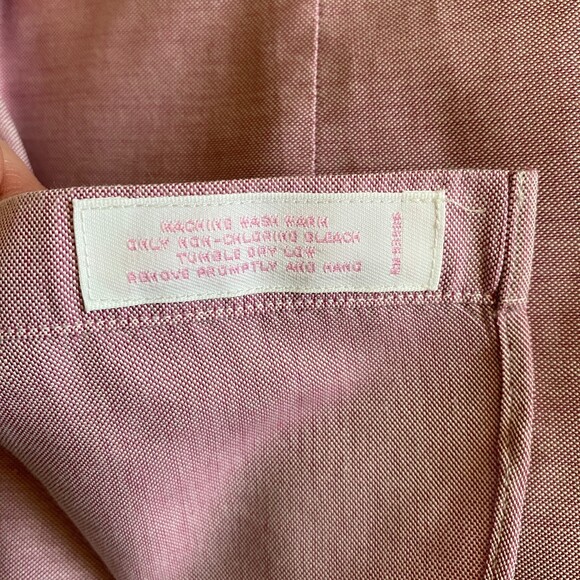 MACHINE WASH WARM
ONLY NON-CHLORINE BLEACH
TUMBLE DRY LOW
REMOVE PROMPTLY AND HANG